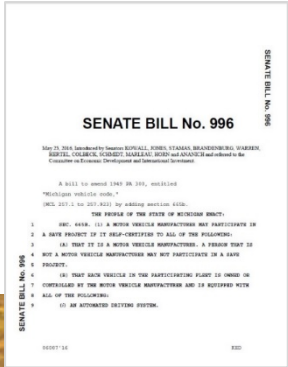 SENATE BILL No. 996
SENATE BILL No. 996
May 25, 2016, Introduced by Senators KOWALL, JONES, STAMAS, BRANDENBURG, WARREN,
HERTEL, COLBECK, SCHMIDT, MARLEAU, HORN and ANANICH and referred to the
Committee on Economic Development and International Investment.
A bill to amend 1949 PA 300, entitled
"Michigan vehicle code,"
(MCL 257.1 to 257.923) by adding section 665b.
THE PEOPLE OF THE STATE OF MICHIGAN ENACT:
1 SEC. 665B. (1) A MOTOR VEHICLE MANUFACTURER MAY PARTICIPATE IN
2 A SAVE PROJECT IF IT SELF-CERTIFIES TO ALL OF THE FOLLOWING:
3 (A) THAT IT IS A MOTOR VEHICLE MANUFACTURER. A PERSON THAT IS
4 NOT A MOTOR VEHICLE MANUFACTURER MAY NOT PARTICIPATE IN A SAVE
5 PROJECT.
6 (B) THAT EACH VEHICLE IN THE PARTICIPATING FLEET IS OWNED OR
7 CONTROLLED BY THE MOTOR VEHICLE MANUFACTURER AND IS EQUIPPED WITH
8 ALL OF THE FOLLOWING:
9 (i) AN AUTOMATED DRIVING SYSTEM.
SENATE BILL No. 996